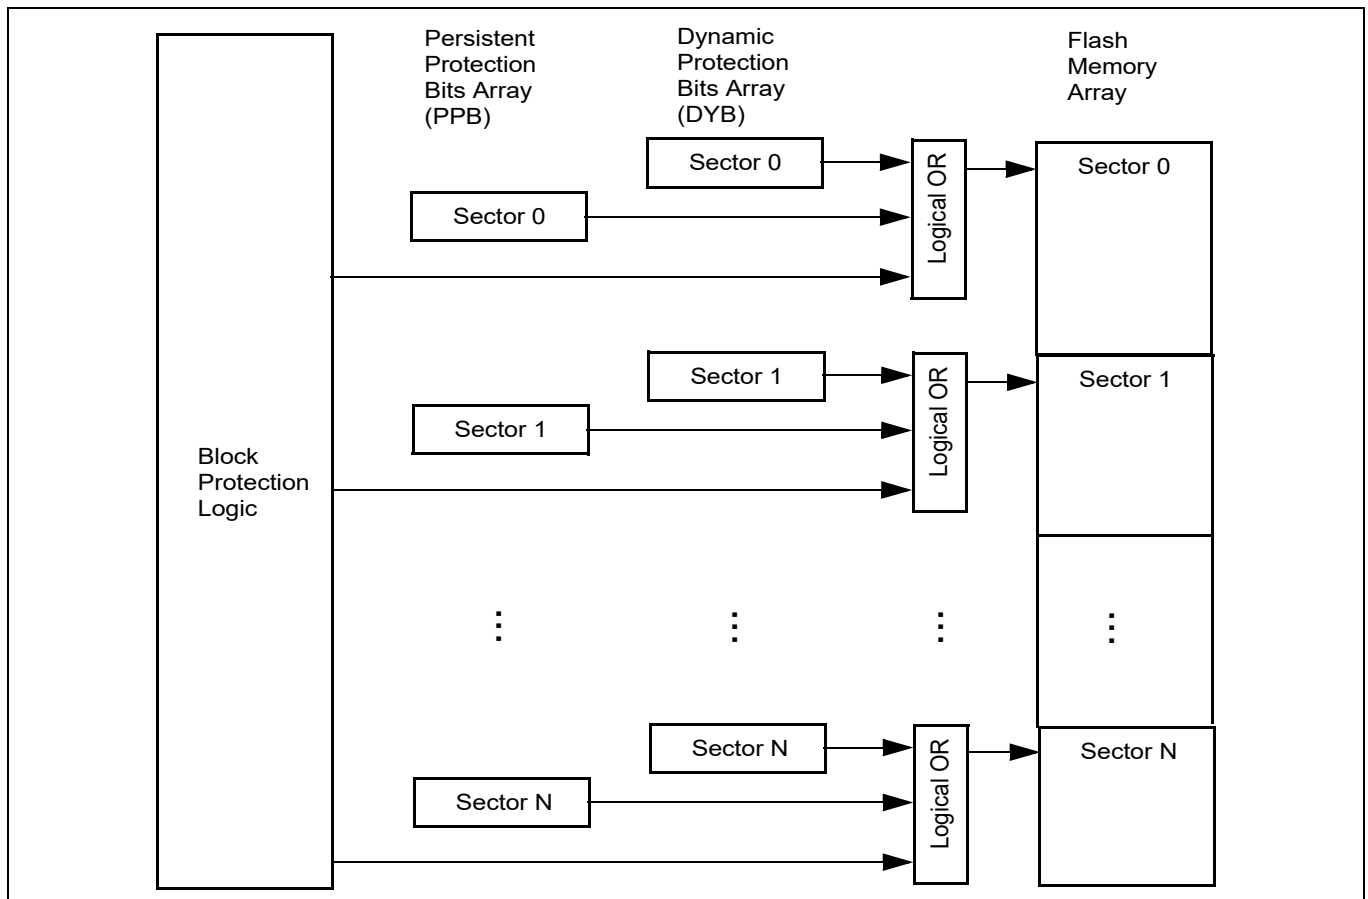 Persistent
Protection
Bits Array
(PPB)
Dynamic
Protection
Bits Array
(DYB)
Flash
Memory
Array
Sector 0
Sector 0
Logical OR
Sector 0
Sector 1
Sector 1
Logical OR
Sector 1
Block
Protection
Logic
Sector N
Sector N
Logical OR
Sector N